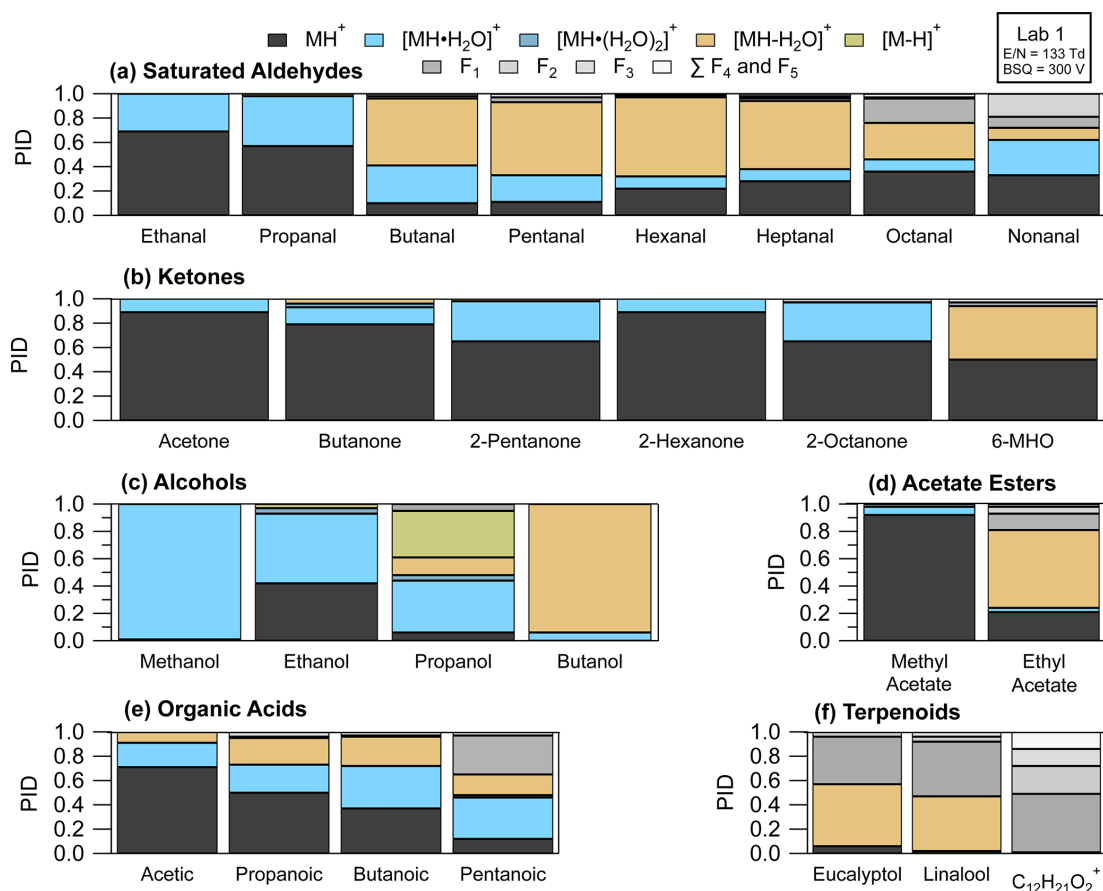 MH+ [MH•H2O]+ [MH•(H2O)2]+ [MH-H2O]+ [M-H]+
F1 F2 F3 ∑ F4 and F5
Lab 1
E/N = 133 Td
BSQ = 300 V
(a) Saturated Aldehydes
PID
1.0
0.8
0.6
0.4
0.2
0.0
Ethanal Propanal Butanal Pentanal Hexanal Heptanal Octanal Nonanal
(b) Ketones
PID
1.0
0.8
0.6
0.4
0.2
0.0
Acetone Butanone 2-Pentanone 2-Hexanone 2-Octanone 6-MHO
(c) Alcohols
PID
1.0
0.8
0.6
0.4
0.2
0.0
Methanol Ethanol Propanol Butanol
(d) Acetate Esters
PID
1.0
0.8
0.6
0.4
0.2
0.0
Methyl Ethyl
Acetate Acetate
(e) Organic Acids
PID
1.0
0.8
0.6
0.4
0.2
0.0
Acetic Propanoic Butanoic Pentanoic
(f) Terpenoids
PID
1.0
0.8
0.6
0.4
0.2
0.0
Eucalyptol Linalool C12H21O2+